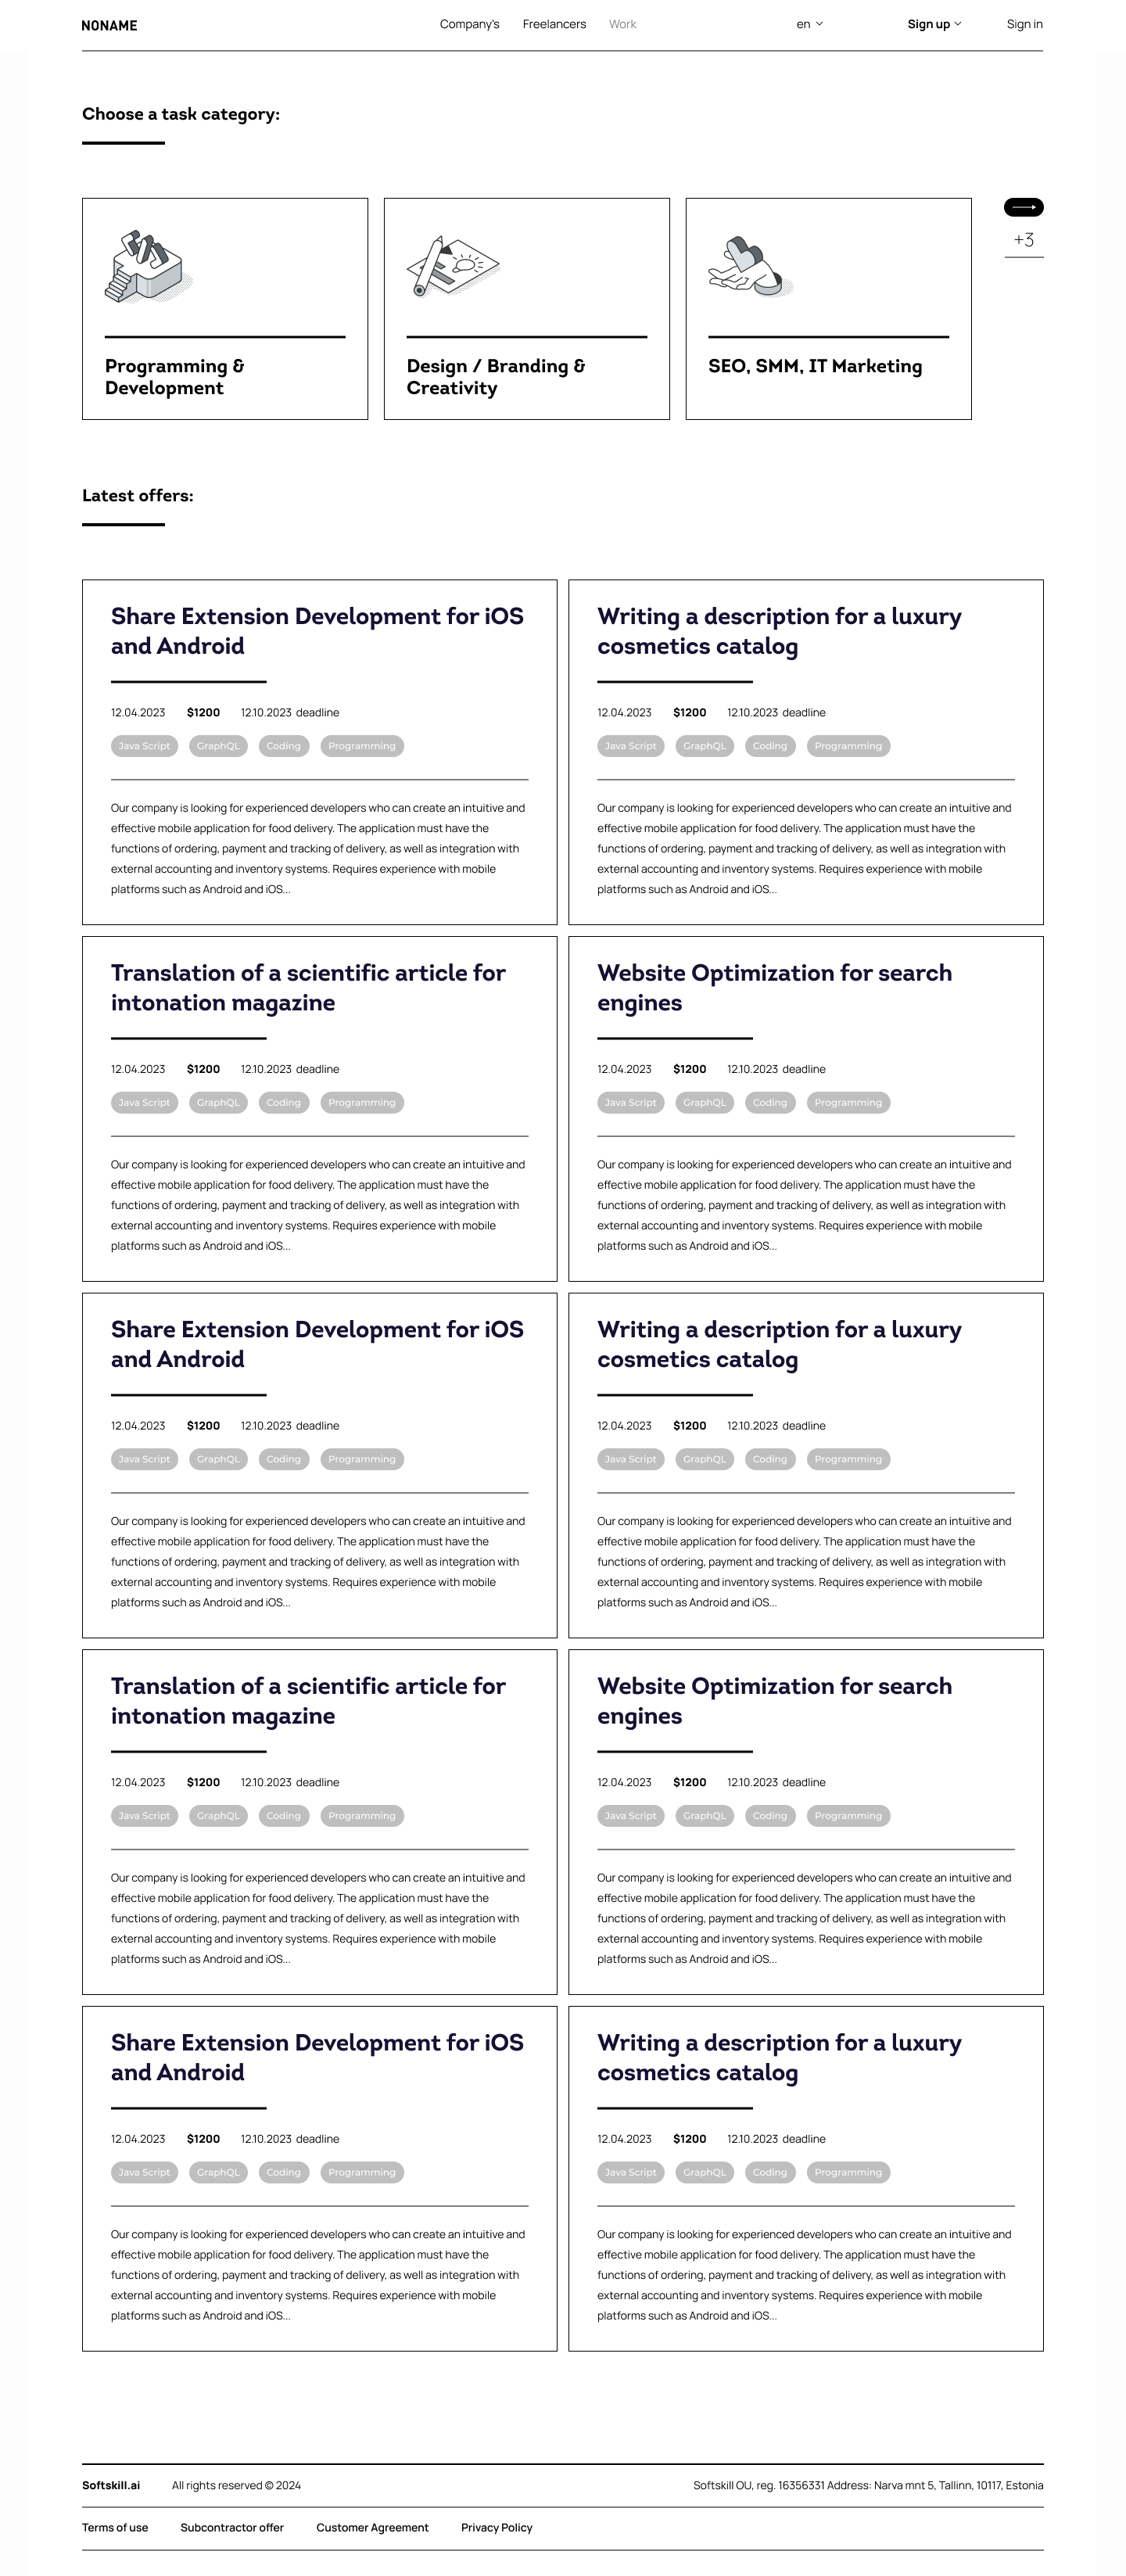 NONAME
Company's Freelancers Work
en
Sign up
Sign in
Choose a task category:
+3
Programming &
Development
Design / Branding &
Creativity
SEO, SMM, IT Marketing
Latest offers:
Share Extension Development for iOS
and Android
12.04.2023 $1200 12.10.2023 deadline
Java Script GraphQL Coding Programming
Our company is looking for experienced developers who can create an intuitive and
effective mobile application for food delivery. The application must have the
functions of ordering, payment and tracking of delivery, as well as integration with
external accounting and inventory systems. Requires experience with mobile
platforms such as Android and iOS...
Writing a description for a luxury
cosmetics catalog
12.04.2023 $1200 12.10.2023 deadline
Java Script GraphQL Coding Programming
Our company is looking for experienced developers who can create an intuitive and
effective mobile application for food delivery. The application must have the
functions of ordering, payment and tracking of delivery, as well as integration with
external accounting and inventory systems. Requires experience with mobile
platforms such as Android and iOS...
Translation of a scientific article for
intonation magazine
12.04.2023 $1200 12.10.2023 deadline
Java Script GraphQL Coding Programming
Our company is looking for experienced developers who can create an intuitive and
effective mobile application for food delivery. The application must have the
functions of ordering, payment and tracking of delivery, as well as integration with
external accounting and inventory systems. Requires experience with mobile
platforms such as Android and iOS...
Website Optimization for search
engines
12.04.2023 $1200 12.10.2023 deadline
Java Script GraphQL Coding Programming
Our company is looking for experienced developers who can create an intuitive and
effective mobile application for food delivery. The application must have the
functions of ordering, payment and tracking of delivery, as well as integration with
external accounting and inventory systems. Requires experience with mobile
platforms such as Android and iOS...
Share Extension Development for iOS
and Android
12.04.2023 $1200 12.10.2023 deadline
Java Script GraphQL Coding Programming
Our company is looking for experienced developers who can create an intuitive and
effective mobile application for food delivery. The application must have the
functions of ordering, payment and tracking of delivery, as well as integration with
external accounting and inventory systems. Requires experience with mobile
platforms such as Android and iOS...
Writing a description for a luxury
cosmetics catalog
12.04.2023 $1200 12.10.2023 deadline
Java Script GraphQL Coding Programming
Our company is looking for experienced developers who can create an intuitive and
effective mobile application for food delivery. The application must have the
functions of ordering, payment and tracking of delivery, as well as integration with
external accounting and inventory systems. Requires experience with mobile
platforms such as Android and iOS...
Translation of a scientific article for
intonation magazine
12.04.2023 $1200 12.10.2023 deadline
Java Script GraphQL Coding Programming
Our company is looking for experienced developers who can create an intuitive and
effective mobile application for food delivery. The application must have the
functions of ordering, payment and tracking of delivery, as well as integration with
external accounting and inventory systems. Requires experience with mobile
platforms such as Android and iOS...
Website Optimization for search
engines
12.04.2023 $1200 12.10.2023 deadline
Java Script GraphQL Coding Programming
Our company is looking for experienced developers who can create an intuitive and
effective mobile application for food delivery. The application must have the
functions of ordering, payment and tracking of delivery, as well as integration with
external accounting and inventory systems. Requires experience with mobile
platforms such as Android and iOS...
Share Extension Development for iOS
and Android
12.04.2023 $1200 12.10.2023 deadline
Java Script GraphQL Coding Programming
Our company is looking for experienced developers who can create an intuitive and
effective mobile application for food delivery. The application must have the
functions of ordering, payment and tracking of delivery, as well as integration with
external accounting and inventory systems. Requires experience with mobile
platforms such as Android and iOS...
Writing a description for a luxury
cosmetics catalog
12.04.2023 $1200 12.10.2023 deadline
Java Script GraphQL Coding Programming
Our company is looking for experienced developers who can create an intuitive and
effective mobile application for food delivery. The application must have the
functions of ordering, payment and tracking of delivery, as well as integration with
external accounting and inventory systems. Requires experience with mobile
platforms such as Android and iOS...
Softskill.ai All rights reserved © 2024
Softskill OU, reg. 16356331 Address: Narva mnt 5, Tallinn, 10117, Estonia
Terms of use Subcontractor offer Customer Agreement Privacy Policy